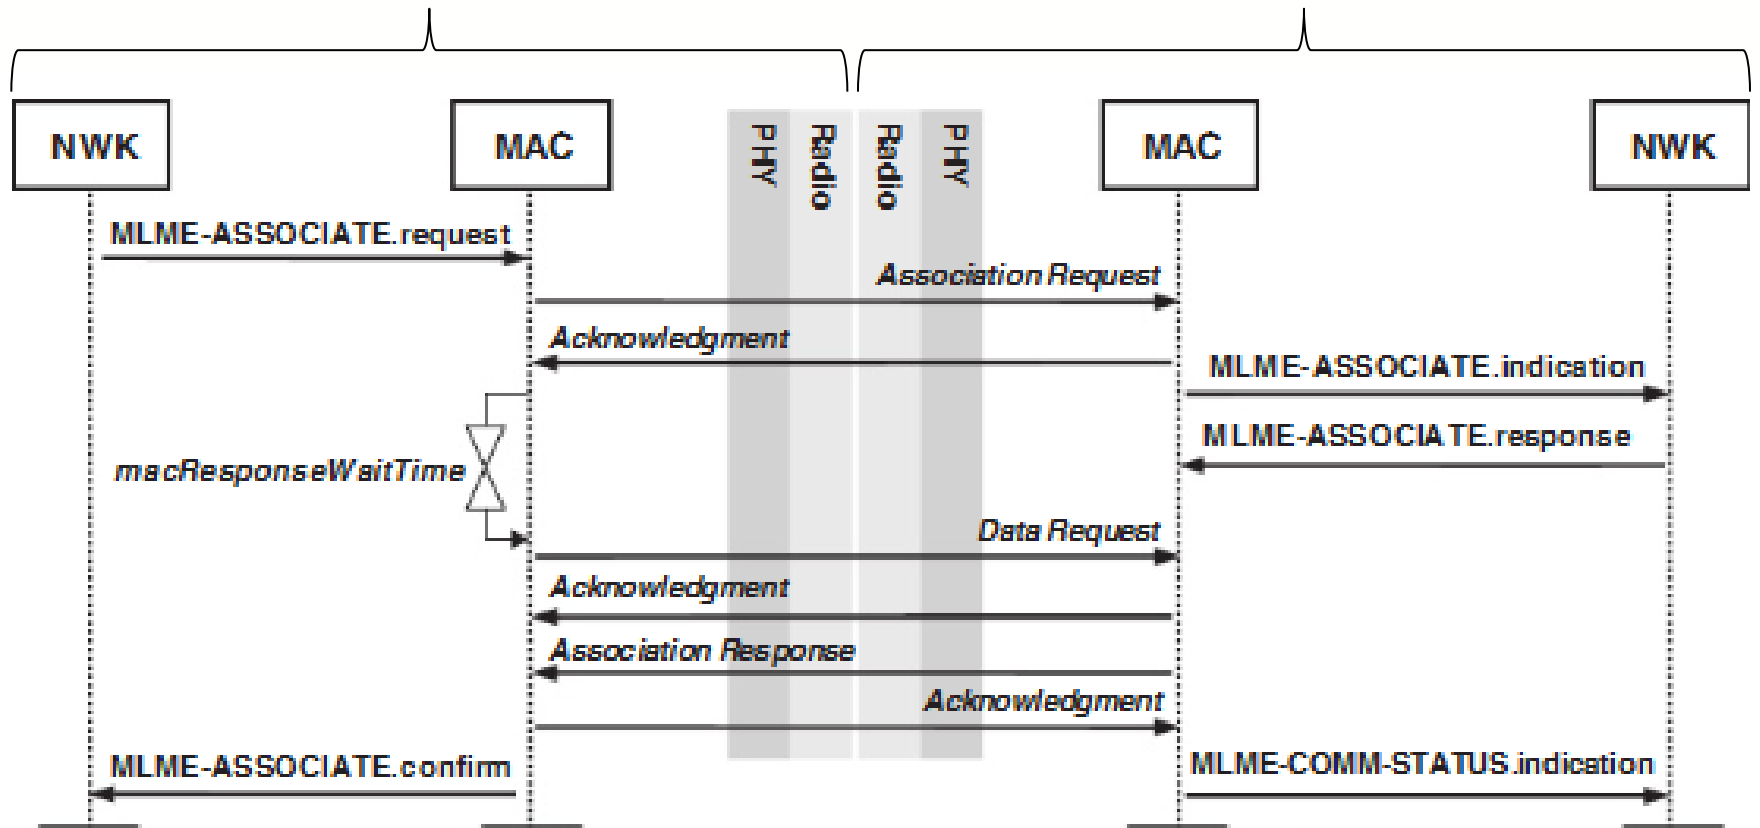 NWK
MAC
PHY
Radio
Radio
PHY
MAC
NWK
MLME-ASSOCIATE.request
Association Request
Acknowledgment
MLME-ASSOCIATE.indication
MLME-ASSOCIATE.response
macResponseWaitTime
Data Request
Acknowledgment
Association Response
Acknowledgment
MLME-ASSOCIATE.confirm
MLME-COMM-STATUS.indication